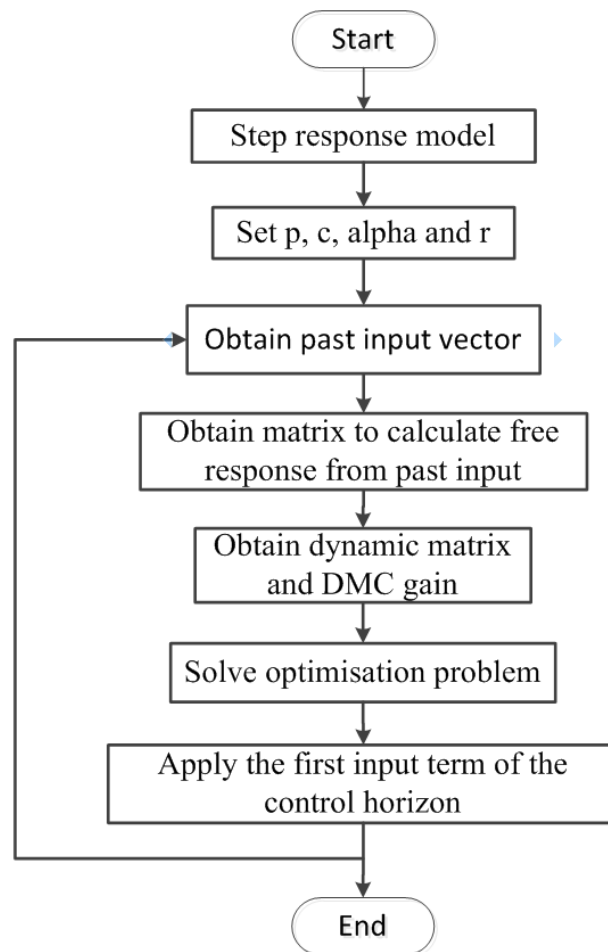 Start
Step response model
Set p, c, alpha and r
Obtain past input vector
Obtain matrix to calculate free
response from past input
Obtain dynamic matrix
and DMC gain
Solve optimisation problem
Apply the first input term of the
control horizon
End